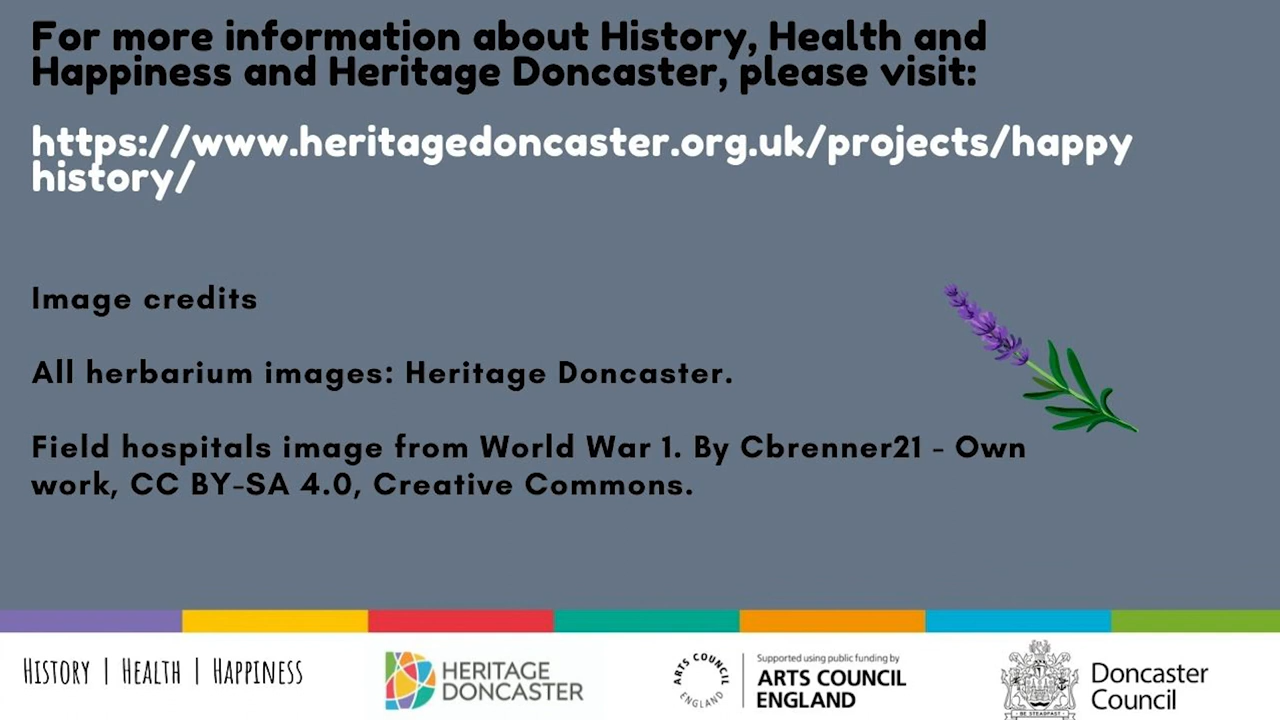 For more information about History, Health and
Happiness and Heritage Doncaster, please visit:
https://www.heritagedoncaster.org.uk/projects/happy
history/
Image credits
All herbarium images: Heritage Doncaster.
Field hospitals image from World War 1. By Cbrenner21 - Own
work, CC BY-SA 4.0, Creative Commons.
History | Health | Happiness
HERITAGE
DONCASTER
ARTS COUNCIL
ENGLAND
Supported using public funding by
ARTS COUNCIL
ENGLAND
BE STEADFAST
Doncaster
Council